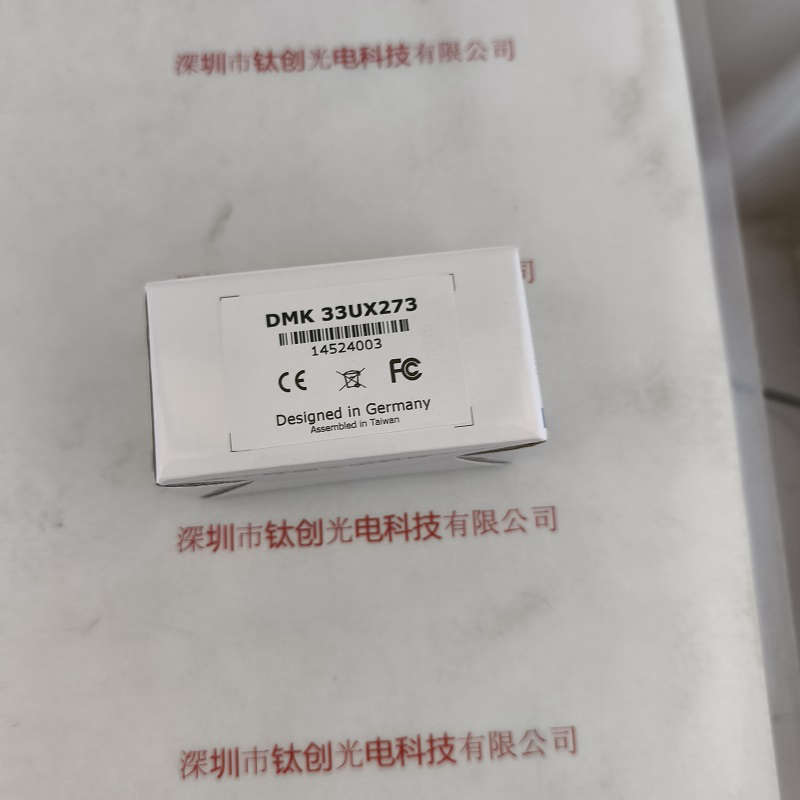 深圳市钛创光电科技有限公司
司
DMK 33UX273
14524003
CE FC
Designed in Germany
Assembled in Taiwan
深圳市钛创光电科技有限公司
深圳市钛创光电科技有限公司